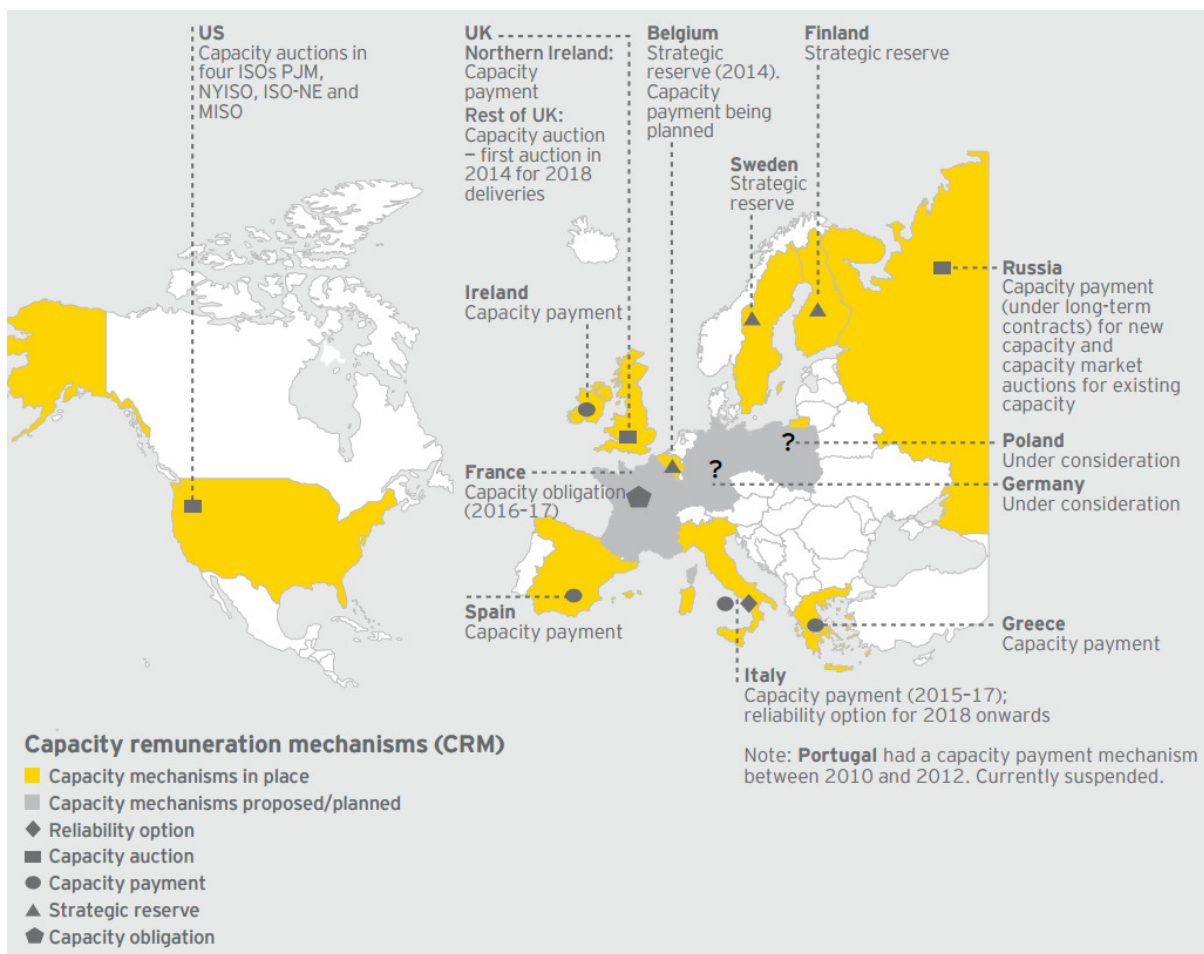 US
Capacity auctions in
four ISOs PJM,
NYISO, ISO-NE and
MISO
UK
Northern Ireland:
Capacity
payment
Rest of UK:
Capacity auction
– first auction in
2014 for 2018
deliveries
Belgium
Strategic
reserve (2014).
Capacity
payment being
planned
Finland
Strategic reserve
Sweden
Strategic
reserve
Ireland
Capacity payment
Russia
Capacity payment
(under long-term
contracts) for new
capacity and
capacity market
auctions for existing
capacity
?
Poland
Under consideration
?
Germany
Under consideration
France
Capacity obligation
(2016–17)
Spain
Capacity payment
Greece
Capacity payment
Italy
Capacity payment (2015–17);
reliability option for 2018 onwards
Note: Portugal had a capacity payment mechanism
between 2010 and 2012. Currently suspended.
Capacity remuneration mechanisms (CRM)
Capacity mechanisms in place
Capacity mechanisms proposed/planned
Reliability option
Capacity auction
Capacity payment
Strategic reserve
Capacity obligation